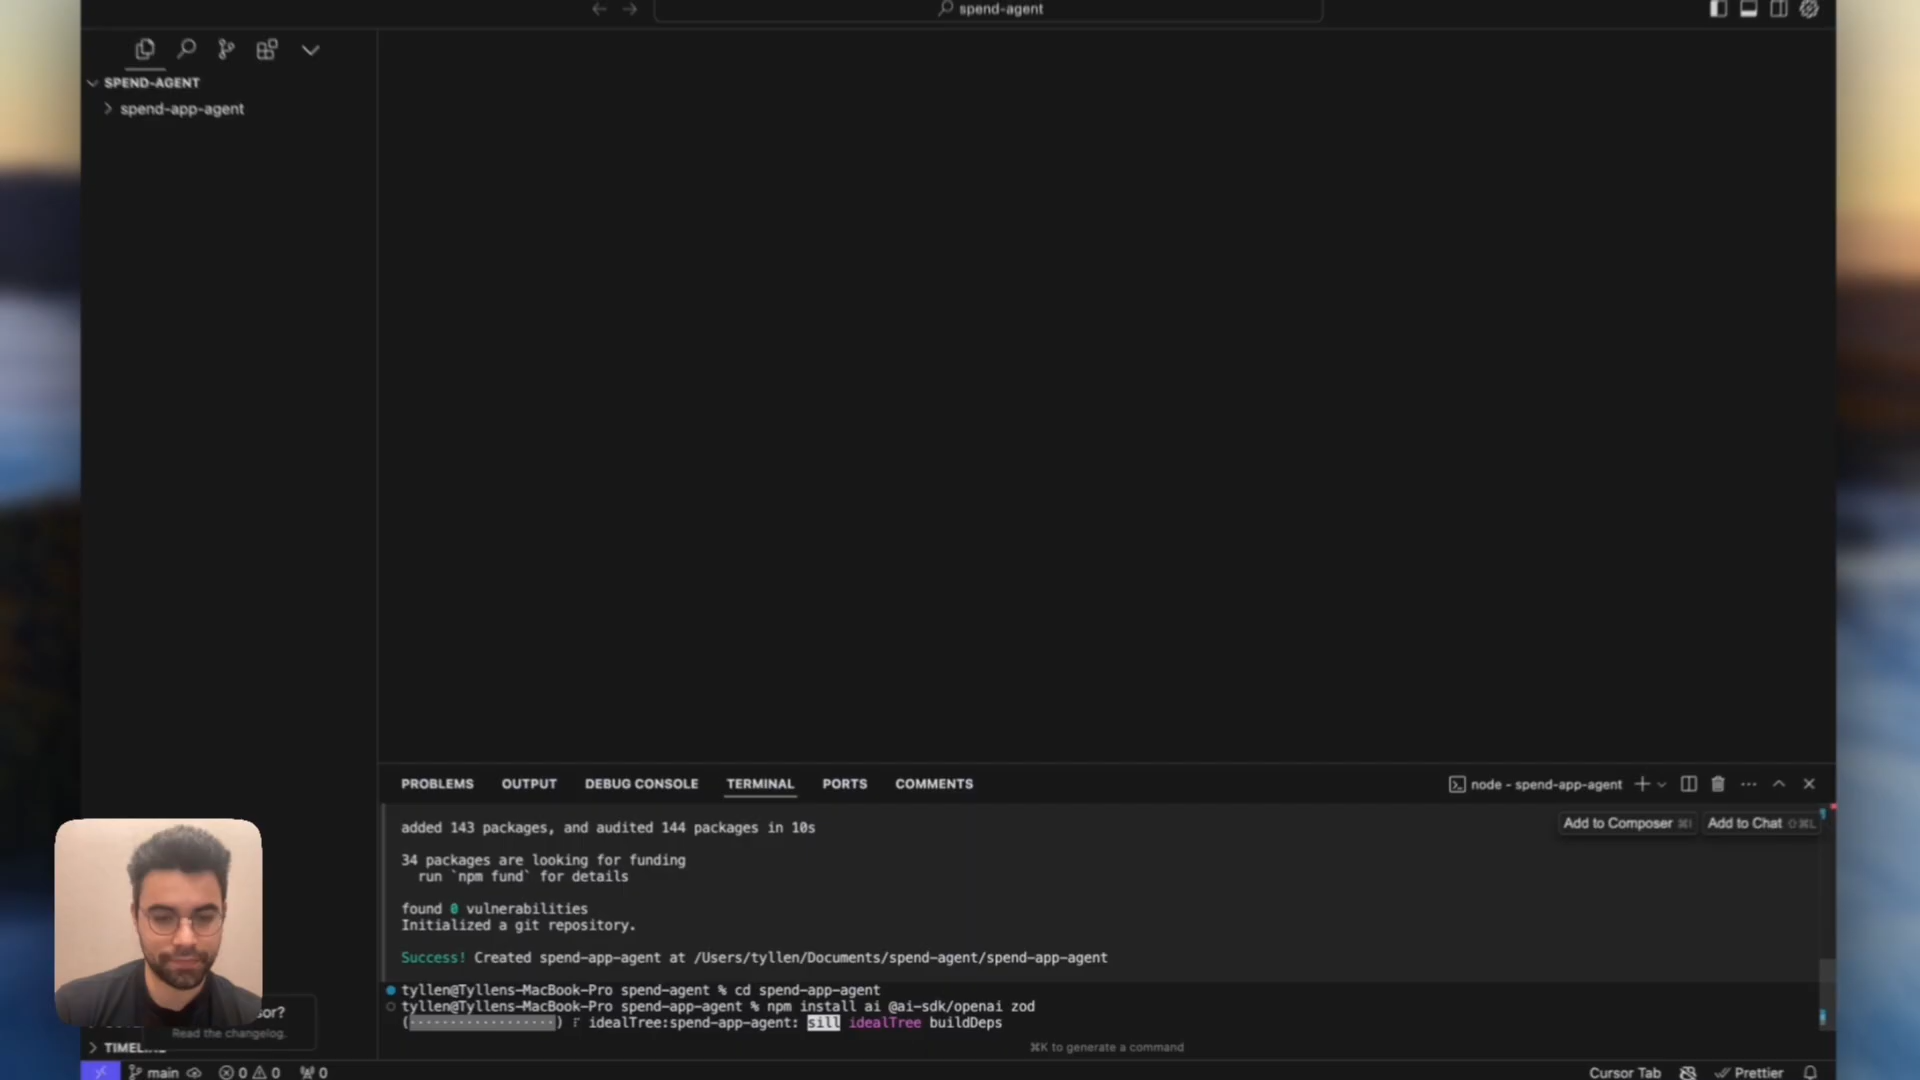 spend-agent
SPEND-AGENT
spend-app-agent
PROBLEMS OUTPUT DEBUG CONSOLE TERMINAL PORTS COMMENTS
node - spend-app-agent
Add to Composer ⌘I Add to Chat ⇧⌘L
added 143 packages, and audited 144 packages in 10s
34 packages are looking for funding
run `npm fund` for details
found 0 vulnerabilities
Initialized a git repository.
Success! Created spend-app-agent at /Users/tyllen/Documents/spend-agent/spend-app-agent
tyllen@Tyllens-MacBook-Pro spend-agent % cd spend-app-agent
tyllen@Tyllens-MacBook-Pro spend-app-agent % npm install ai @ai-sdk/openai zod
(··················) ⠋ idealTree:spend-app-agent: sill idealTree buildDeps
⌘K to generate a command
sor?
Read the changelog.
TIMELINE
main 0 0 0
Cursor Tab Prettier